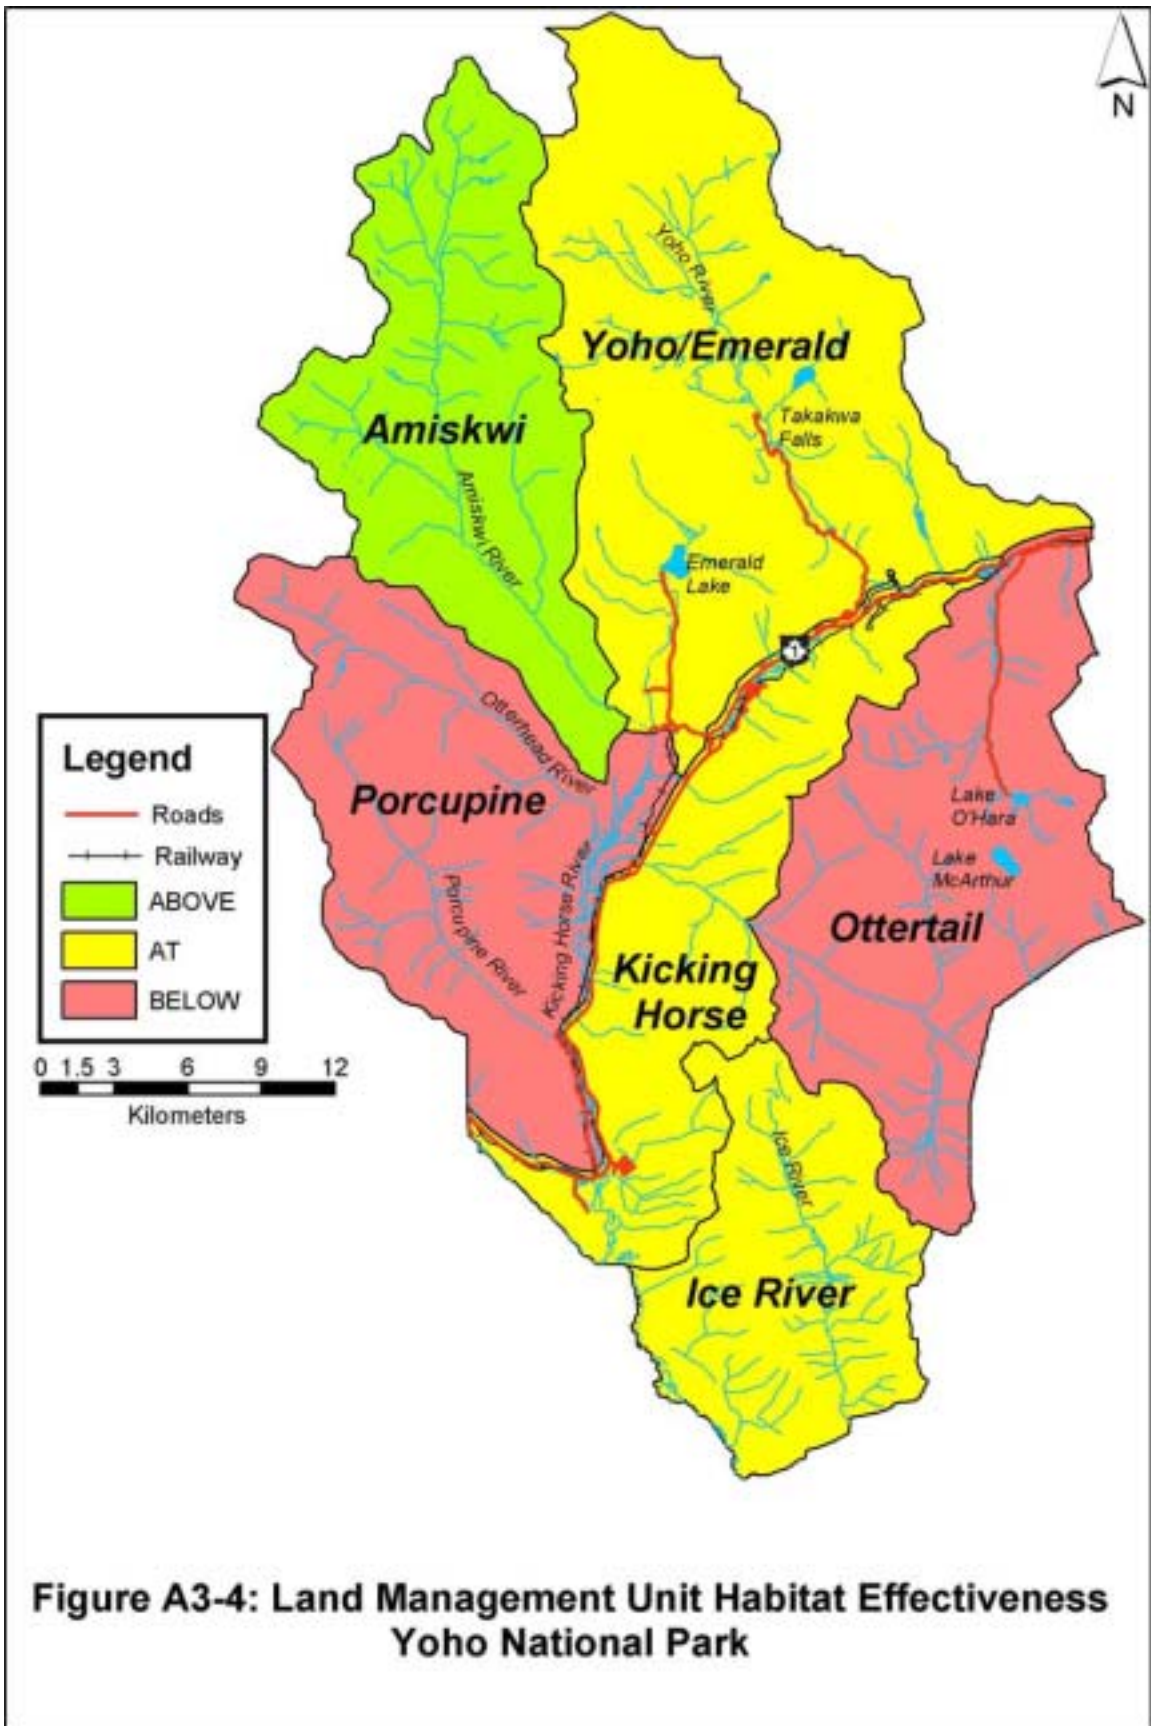 N
Yoho River
Yoho/Emerald
Takakwa
Falls
Amiskwi
Amiskwi River
Emerald
Lake
1
Otterhead River
Legend
Roads
Railway
ABOVE
AT
BELOW
0 1.5 3 6 9 12
Kilometers
Porcupine
Porcupine River
Kicking Horse River
Lake
O'Hara
Lake
McArthur
Ottertail
Kicking
Horse
Ice River
Ice River
Figure A3-4: Land Management Unit Habitat Effectiveness
Yoho National Park